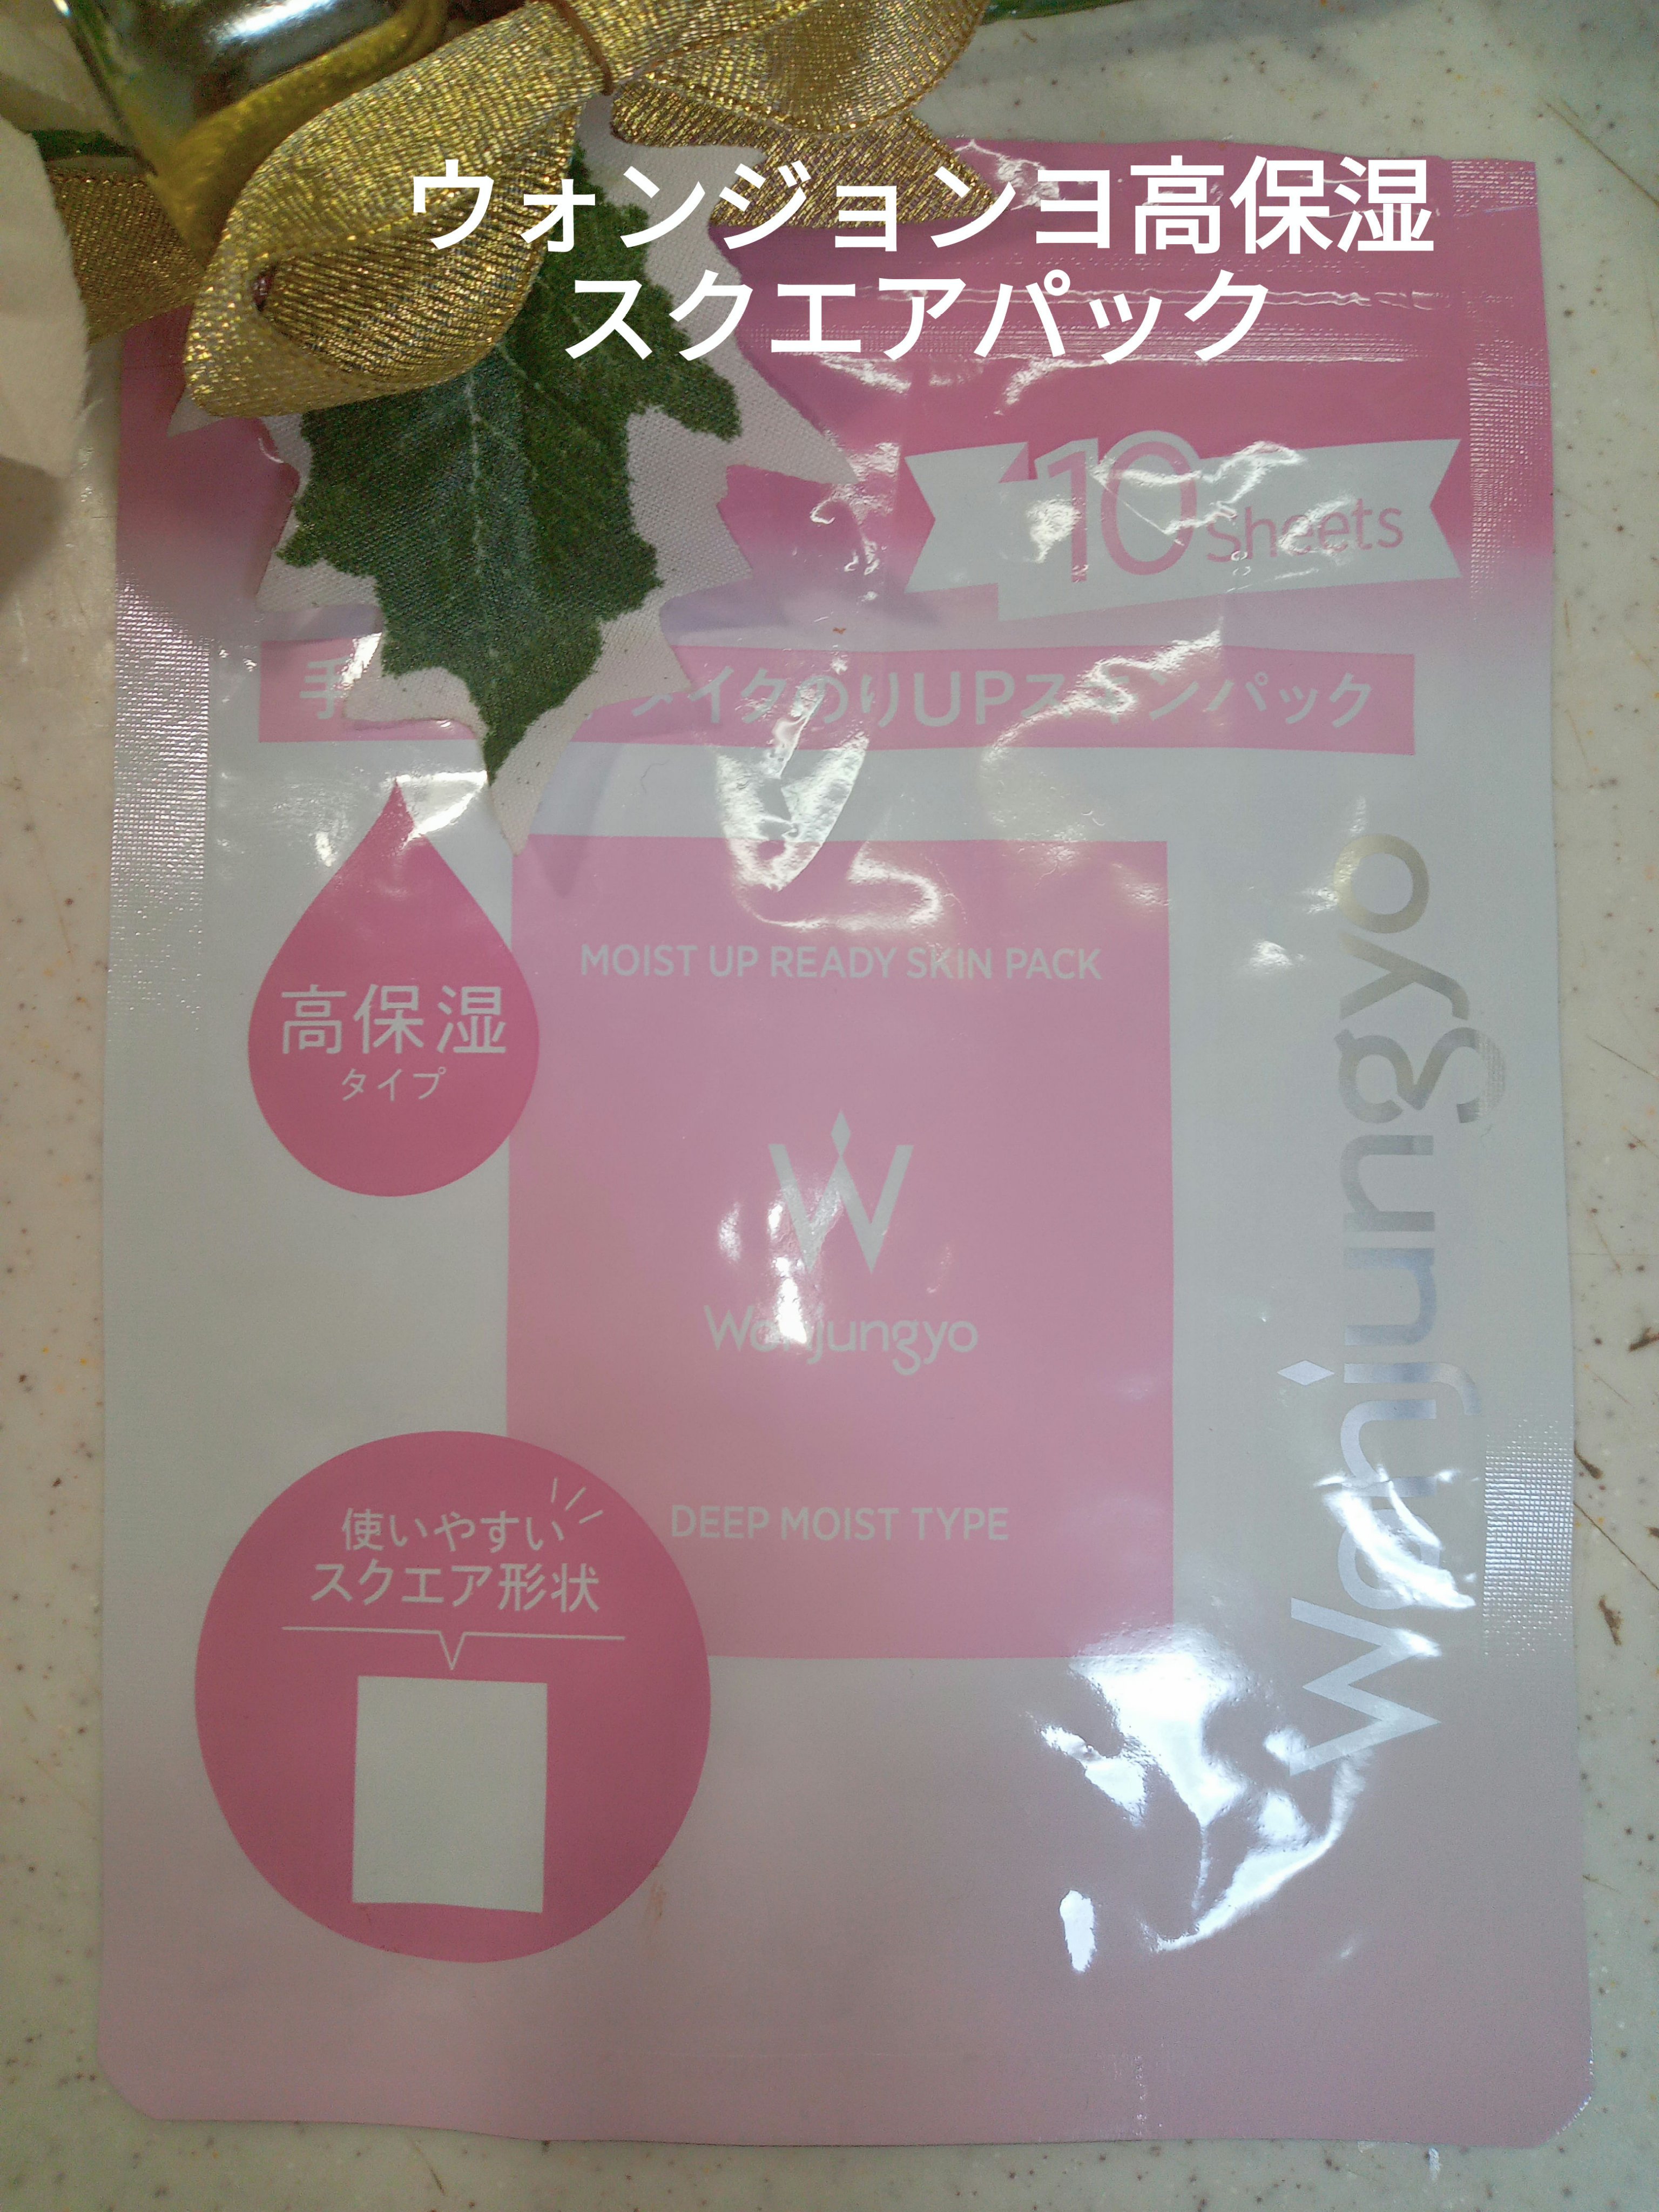 ウォンジョンヨ高保湿
スクエアパック
10 sheets
メイクのりUPスキンパック
MOIST UP READY SKIN PACK
高保湿
タイプ
W
Wonjungyo
Wonjungyo
DEEP MOIST TYPE
使いやすい
スクエア形状